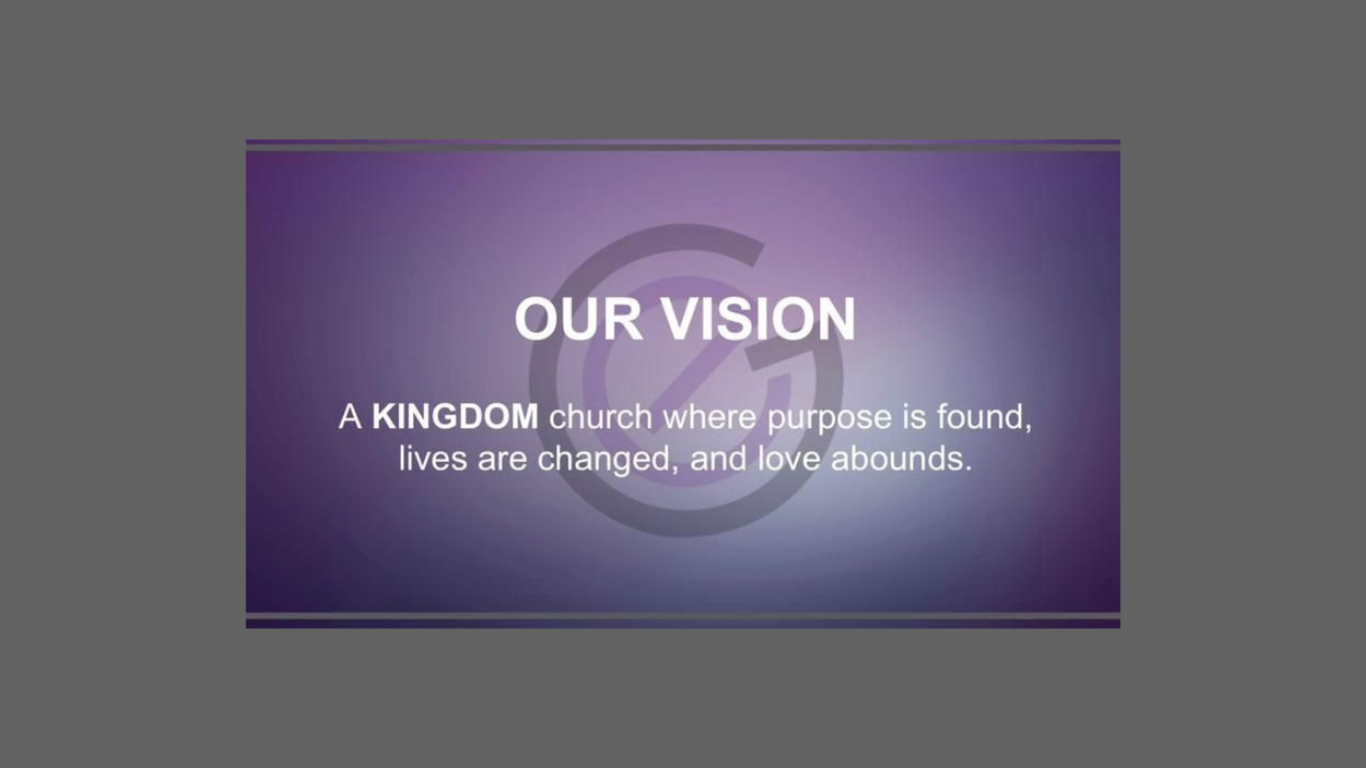 OUR VISION
A KINGDOM church where purpose is found,
lives are changed, and love abounds.